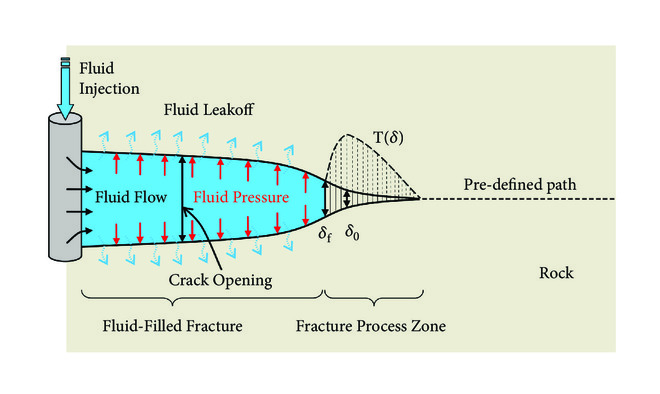 Fluid
Injection
Fluid Leakoff
T(δ)
Fluid Flow
Fluid Pressure
Pre-defined path
δf
δ0
Crack Opening
Rock
Fluid-Filled Fracture
Fracture Process Zone